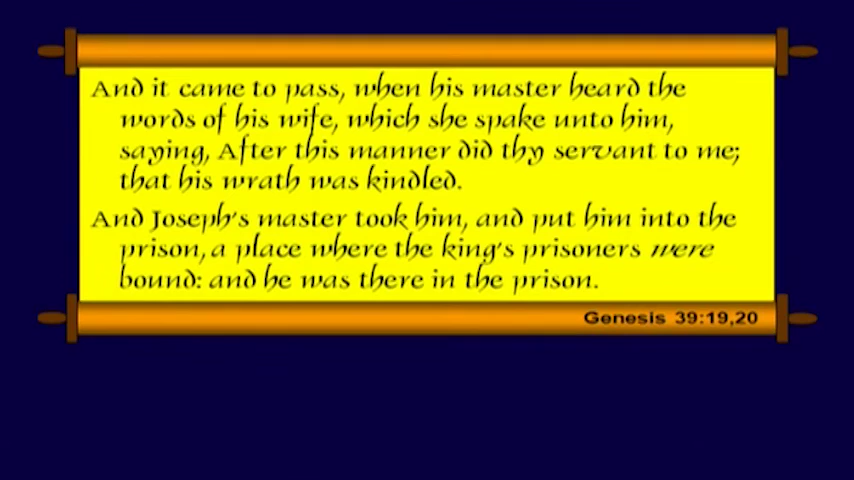 And it came to pass, when his master heard the
words of his wife, which she spake unto him,
saying, After this manner did thy servant to me;
that his wrath was kindled.
And Joseph's master took him, and put him into the
prison, a place where the king's prisoners were
bound: and he was there in the prison.
Genesis 39:19,20